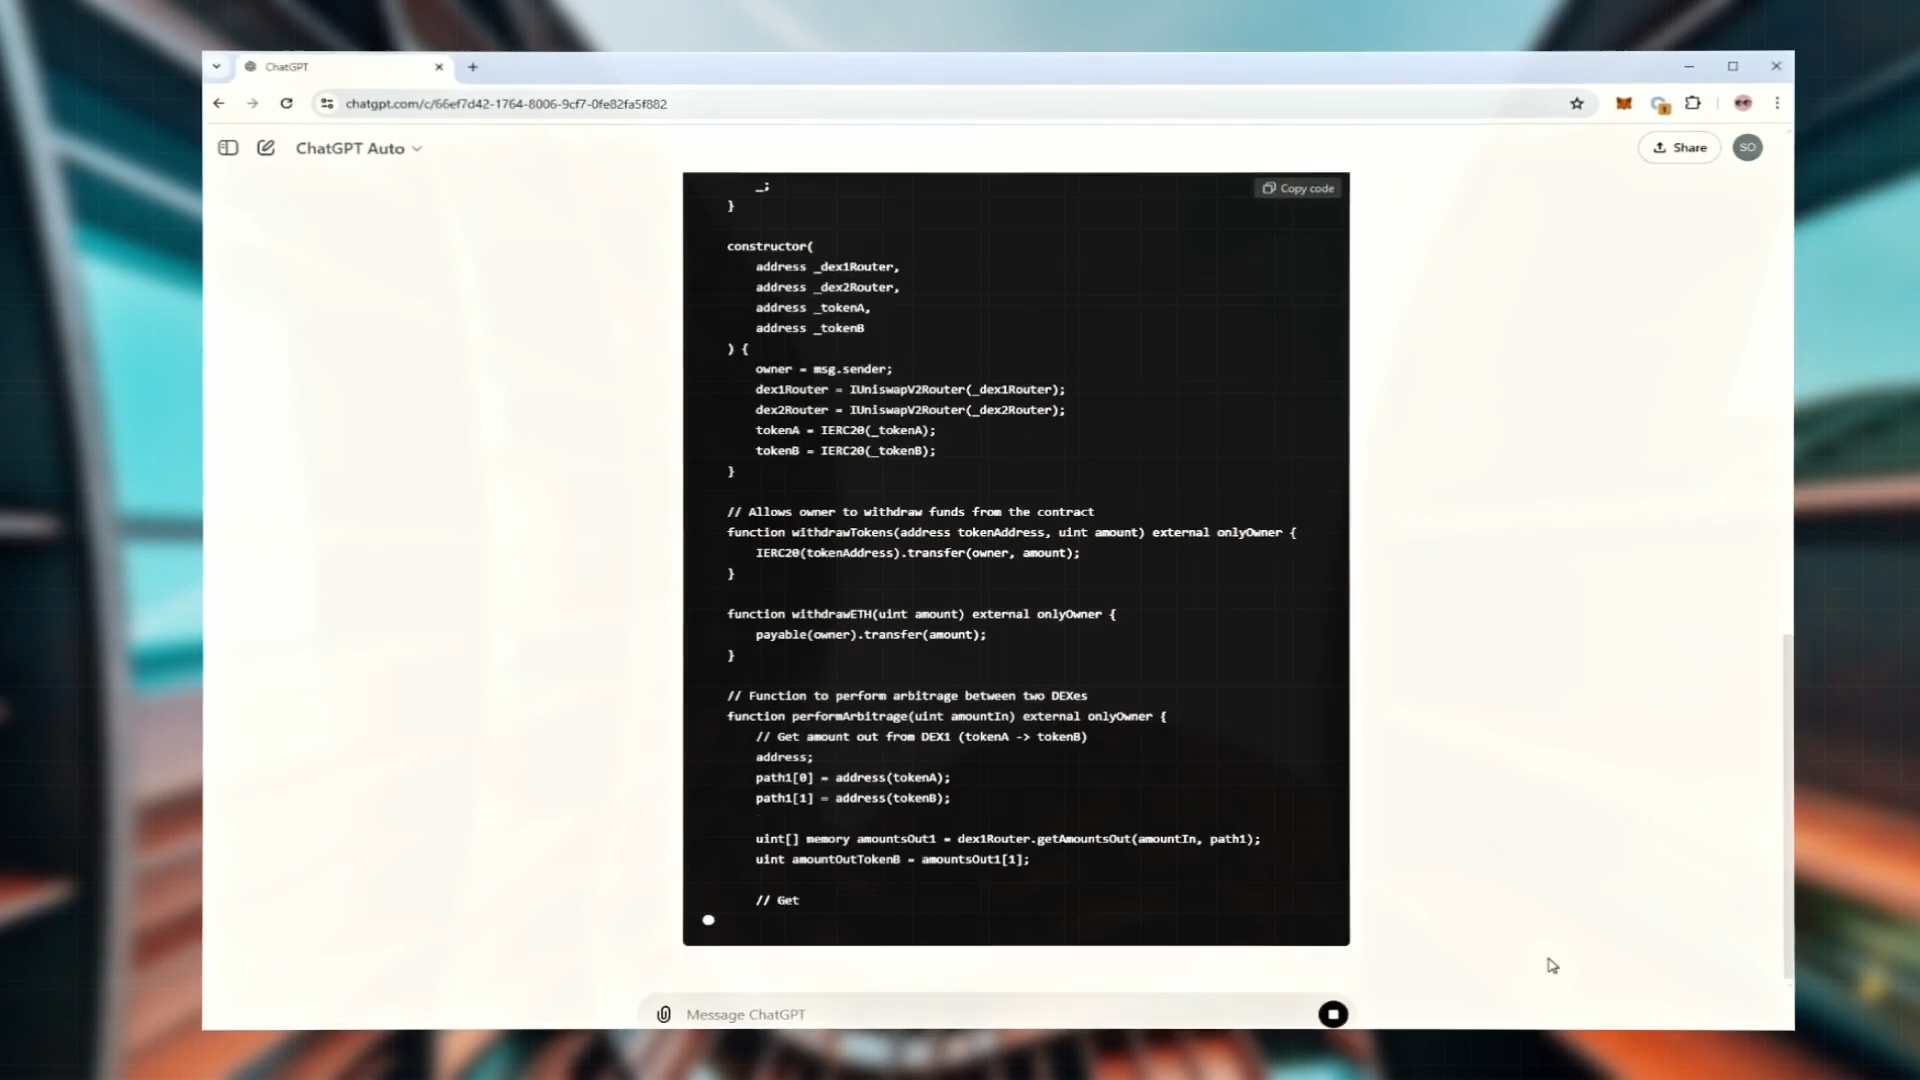 ChatGPT
chatgpt.com/c/66ef7d42-1764-8006-9cf7-0fe82fa5f882
ChatGPT Auto
Share
SO
Copy code
_;
}
constructor(
address _dex1Router,
address _dex2Router,
address _tokenA,
address _tokenB
) {
owner = msg.sender;
dex1Router = IUniswapV2Router(_dex1Router);
dex2Router = IUniswapV2Router(_dex2Router);
tokenA = IERC20(_tokenA);
tokenB = IERC20(_tokenB);
}
// Allows owner to withdraw funds from the contract
function withdrawTokens(address tokenAddress, uint amount) external onlyOwner {
IERC20(tokenAddress).transfer(owner, amount);
}
function withdrawETH(uint amount) external onlyOwner {
payable(owner).transfer(amount);
}
// Function to perform arbitrage between two DEXes
function performArbitrage(uint amountIn) external onlyOwner {
// Get amount out from DEX1 (tokenA -> tokenB)
address;
path1[0] = address(tokenA);
path1[1] = address(tokenB);
uint[] memory amountsOut1 = dex1Router.getAmountsOut(amountIn, path1);
uint amountOutTokenB = amountsOut1[1];
// Get
Message ChatGPT